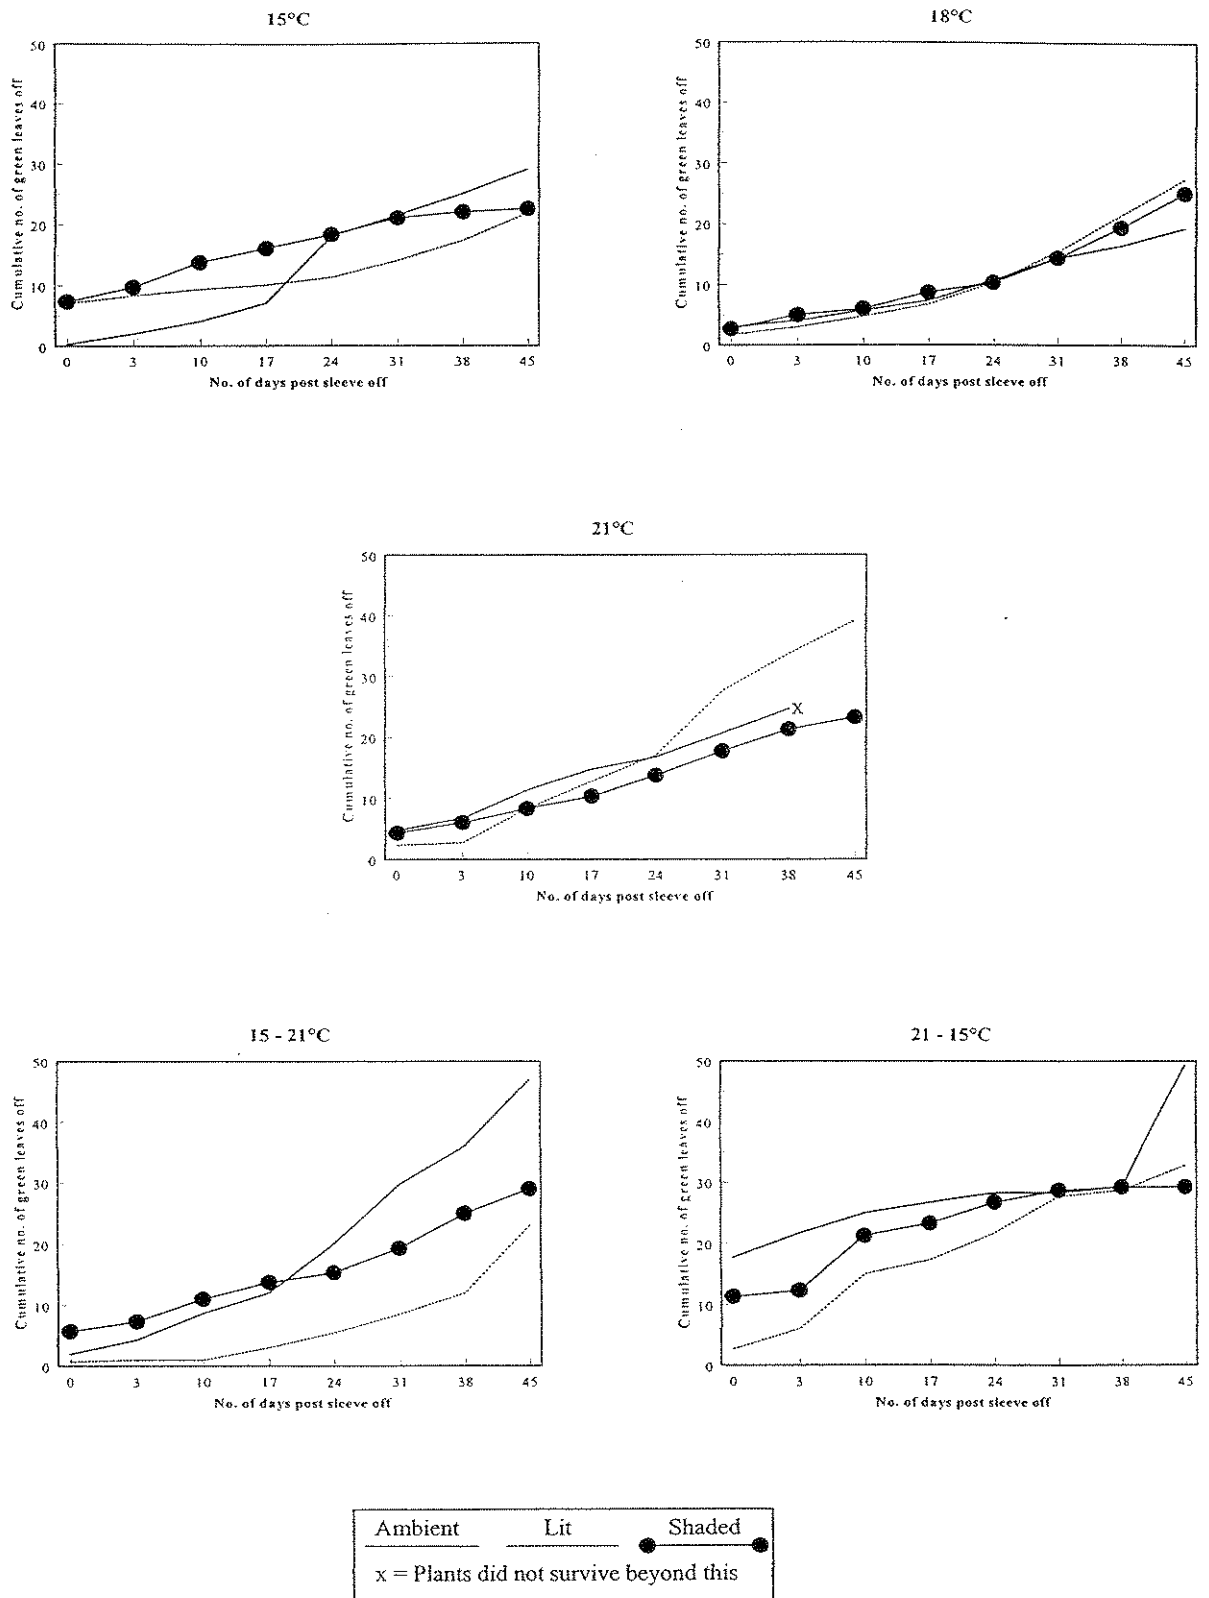 15°C
Cumulative no. of green leaves off
50
40
30
20
10
0
0 3 10 17 24 31 38 45
No. of days post sleeve off
18°C
Cumulative no. of green leaves off
50
40
30
20
10
0
0 3 10 17 24 31 38 45
No. of days post sleeve off
21°C
Cumulative no. of green leaves off
50
40
30
20
10
0
X
0 3 10 17 24 31 38 45
No. of days post sleeve off
15 - 21°C
Cumulative no. of green leaves off
50
40
30
20
10
0
0 3 10 17 24 31 38 45
No. of days post sleeve off
21 - 15°C
Cumulative no. of green leaves off
50
40
30
20
10
0
0 3 10 17 24 31 38 45
No. of days post sleeve off
Ambient Lit Shaded
x = Plants did not survive beyond this